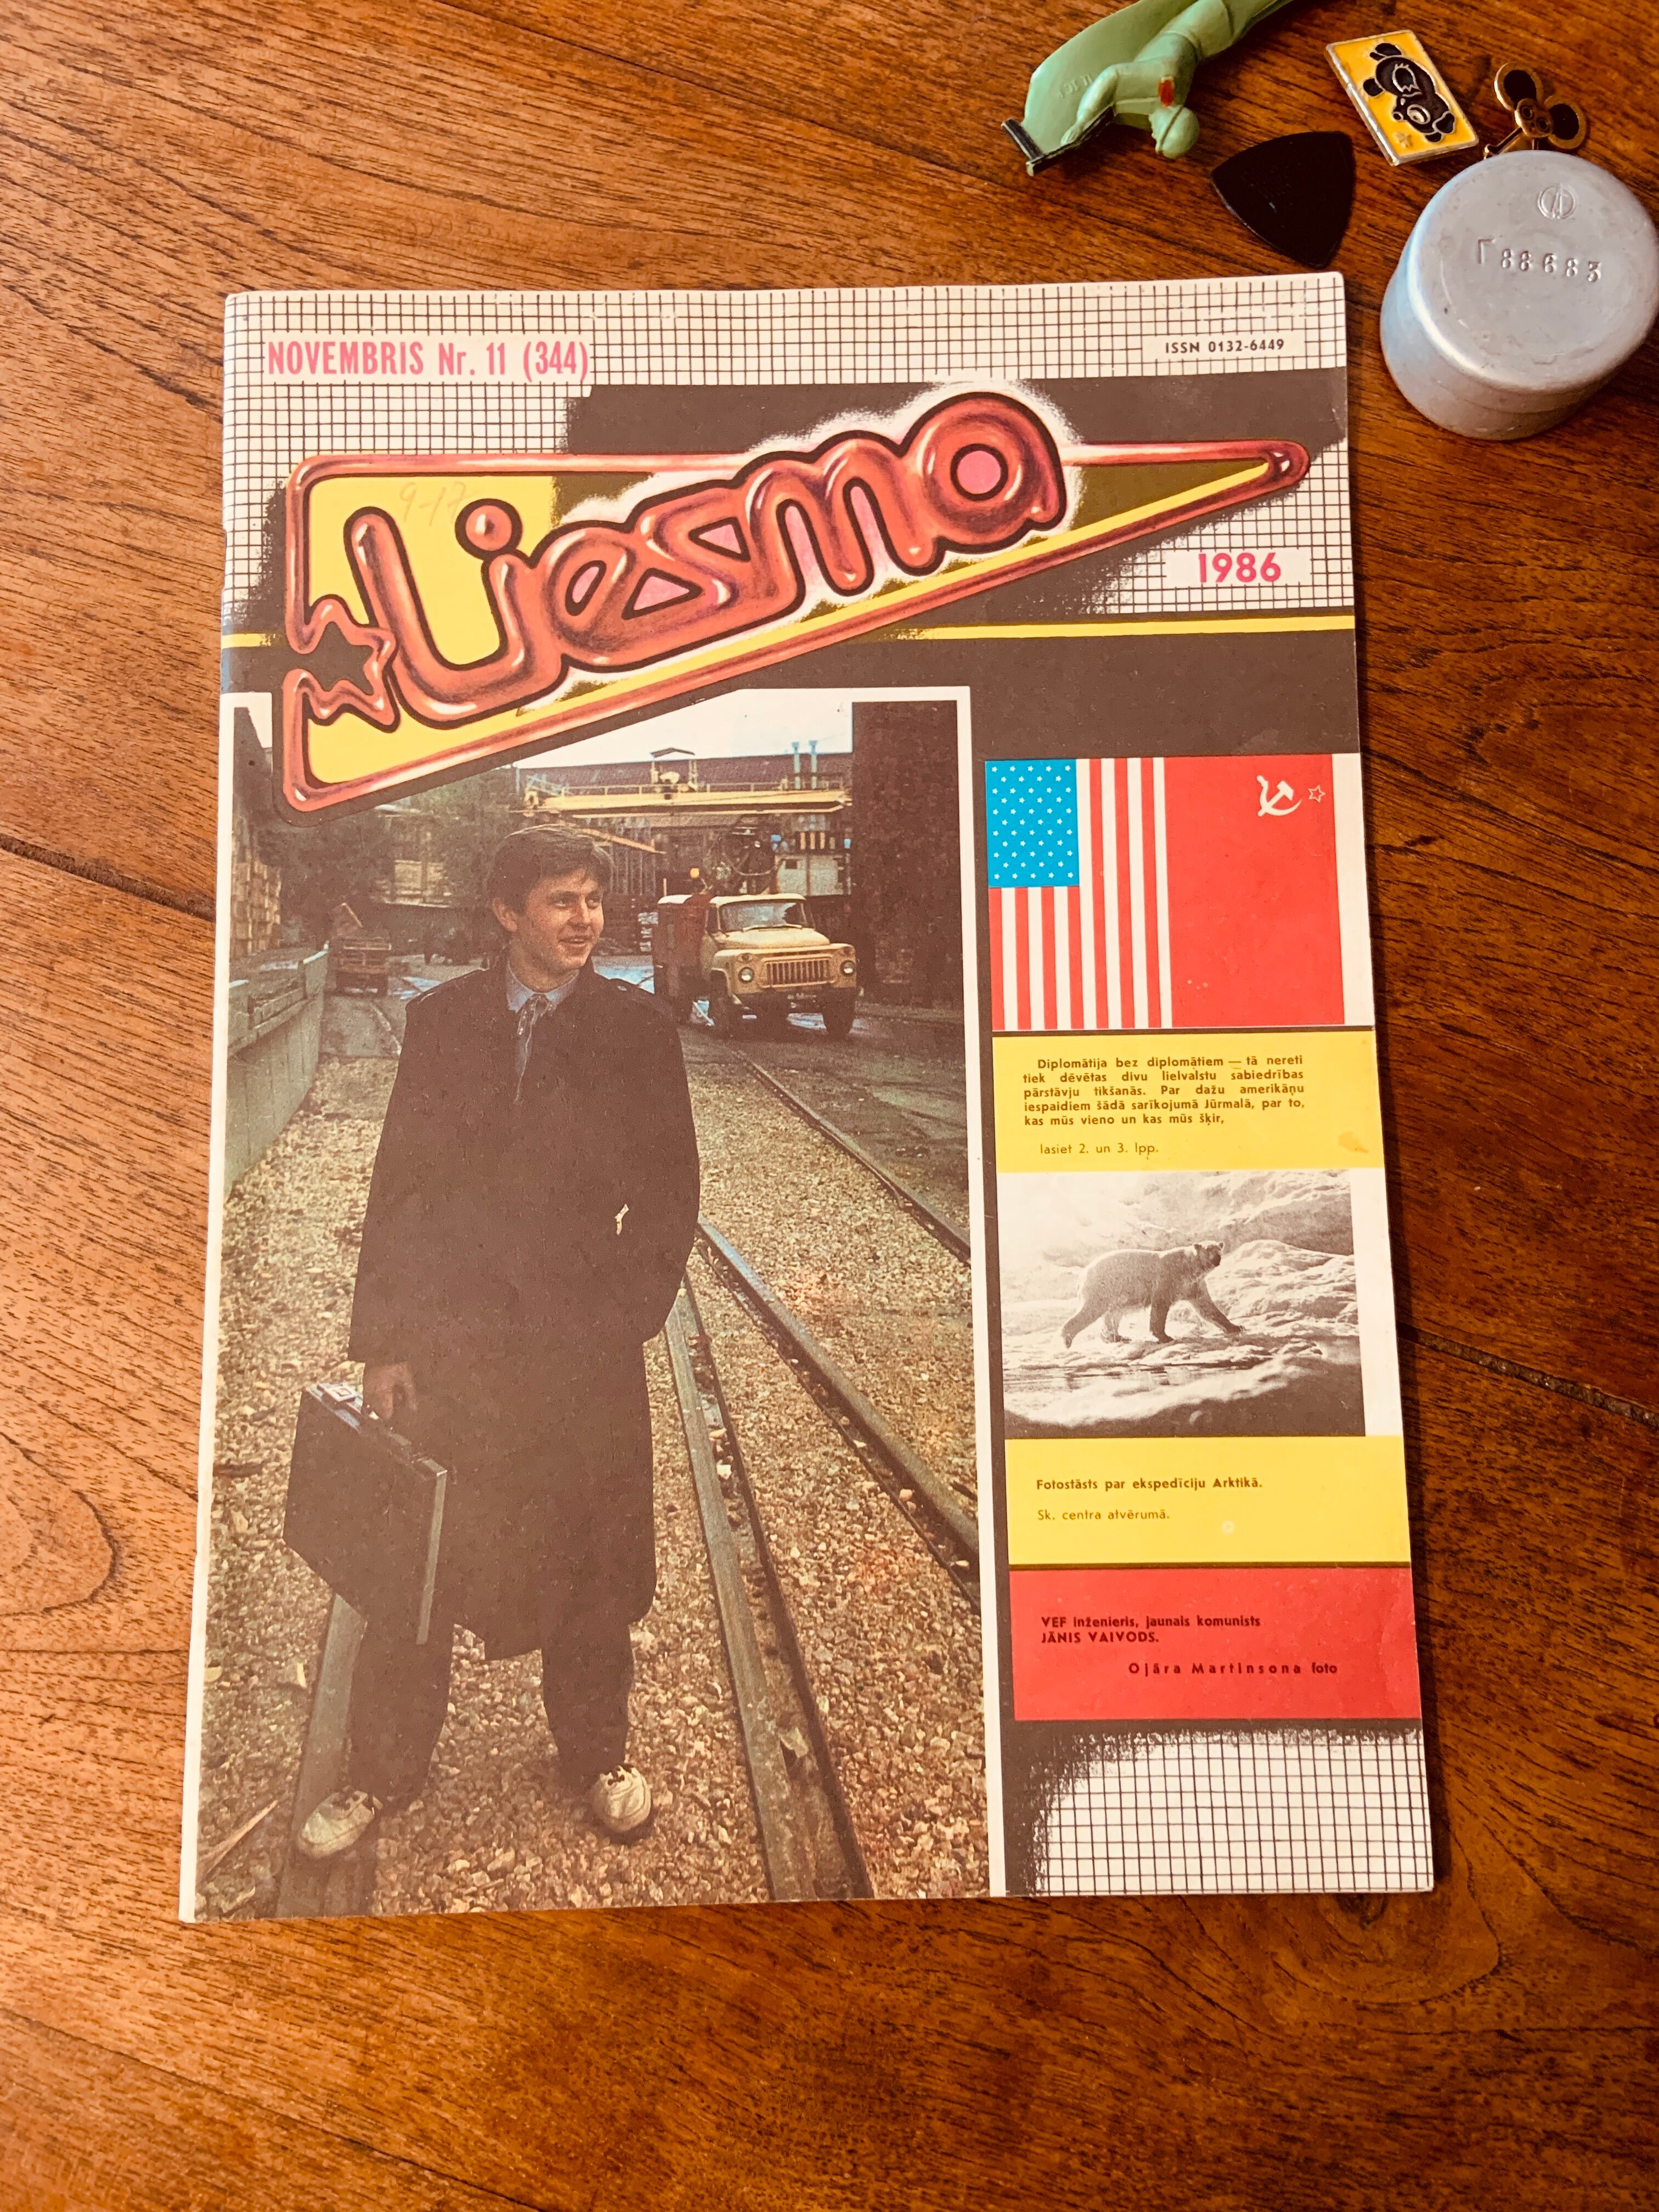 Г88683
NOVEMBRIS Nr. 11 (344)
ISSN 0132-6449
9-17
Liesma
1986
Diplomātija bez diplomātiem — tā nereti
tiek dēvētas divu lielvalstu sabiedrības
pārstāvju tikšanās. Par dažu amerikāņu
iespaidiem šādā sarīkojumā Jūrmalā, par to,
kas mūs vieno un kas mūs šķir,
lasiet 2. un 3. lpp.
Fotostāsts par ekspedīciju Arktikā.
Sk. centra atvērumā.
VEF inženieris, jaunais komunists
JĀNIS VAIVODS.
Ojāra Martinsona foto